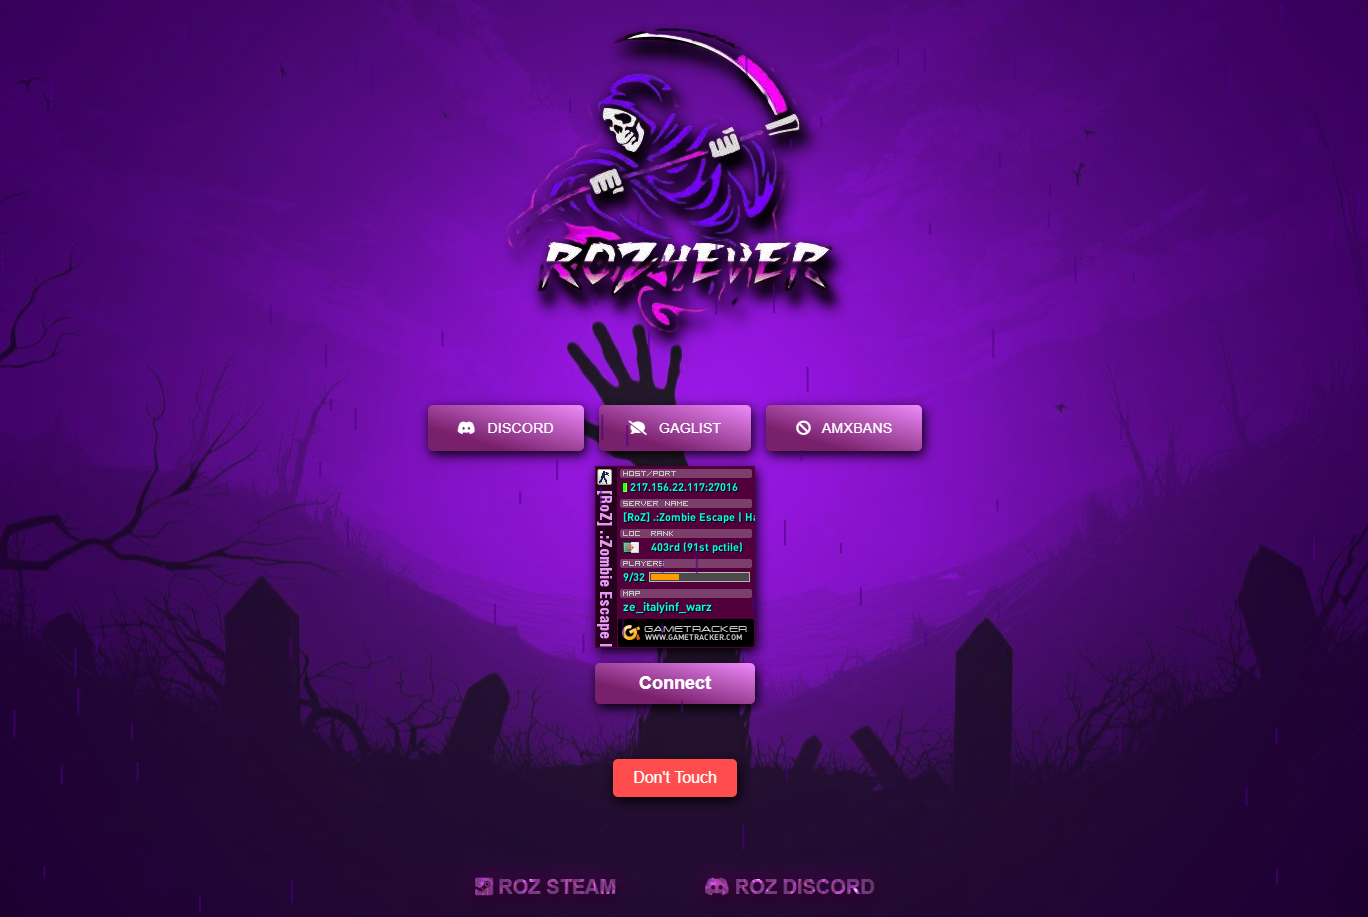 ROZ4EVER
DISCORD
GAGLIST
AMXBANS
HOST/PORT
217.156.22.117:27016
SERVER NAME
[RoZ] .:Zombie Escape | Ha
LOC RANK
403rd (91st pctile)
PLAYERS
9/32
MAP
ze_italyinf_warz
[RoZ] .:Zombie Escape |
GAMETRACKER
WWW.GAMETRACKER.COM
Connect
Don't Touch
ROZ STEAM
ROZ DISCORD